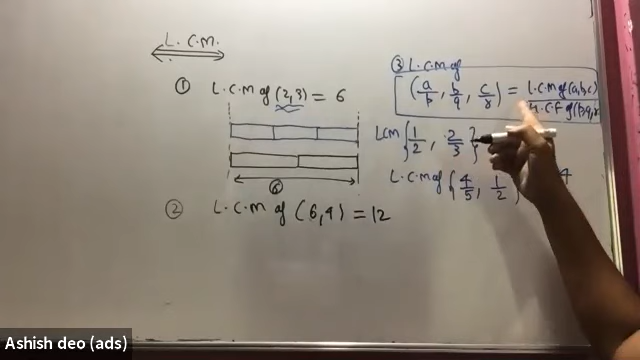 L.C.M.
① L.C.M of (2,3) = 6
⑥
② L.C.M of (6,4) = 12
③ L.C.M of
(a/p, b/q, c/r) = L.C.M of (a,b,c) / H.C.F of (p,q,r
LCM {1/2, 2/3}
L.C.M of {4/5, 1/2} 4
Ashish deo (ads)